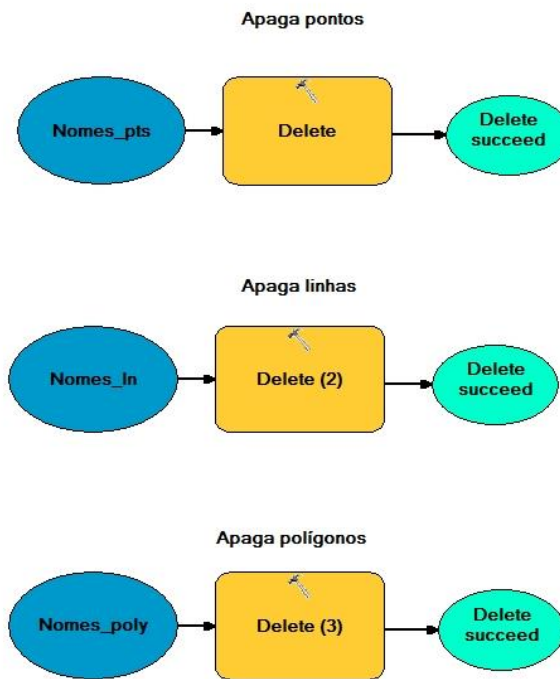 Apaga pontos
Nomes_pts
Delete
Delete
succeed
Apaga linhas
Nomes_ln
Delete (2)
Delete
succeed
Apaga polígonos
Nomes_poly
Delete (3)
Delete
succeed